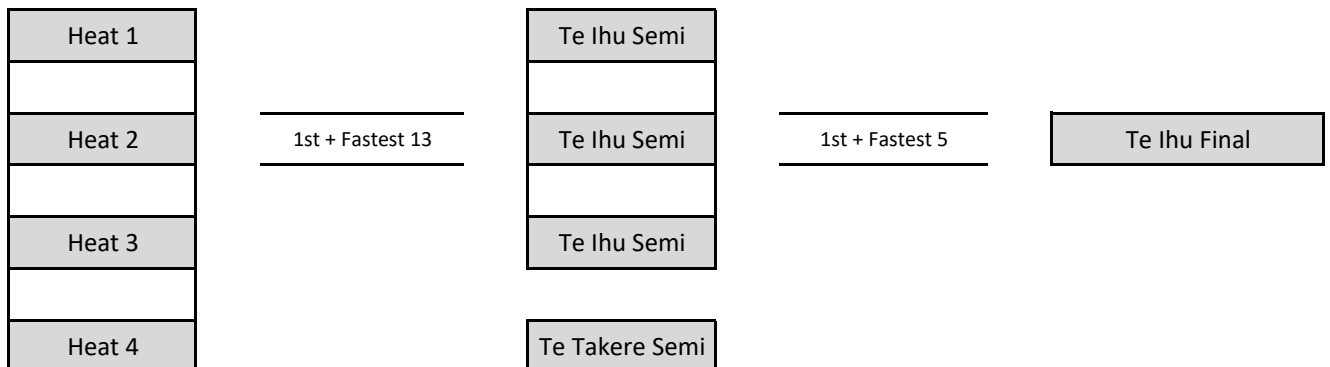 Heat 1
Te Ihu Semi
Heat 2
1st + Fastest 13
Te Ihu Semi
1st + Fastest 5
Te Ihu Final
Heat 3
Te Ihu Semi
Heat 4
Te Takere Semi